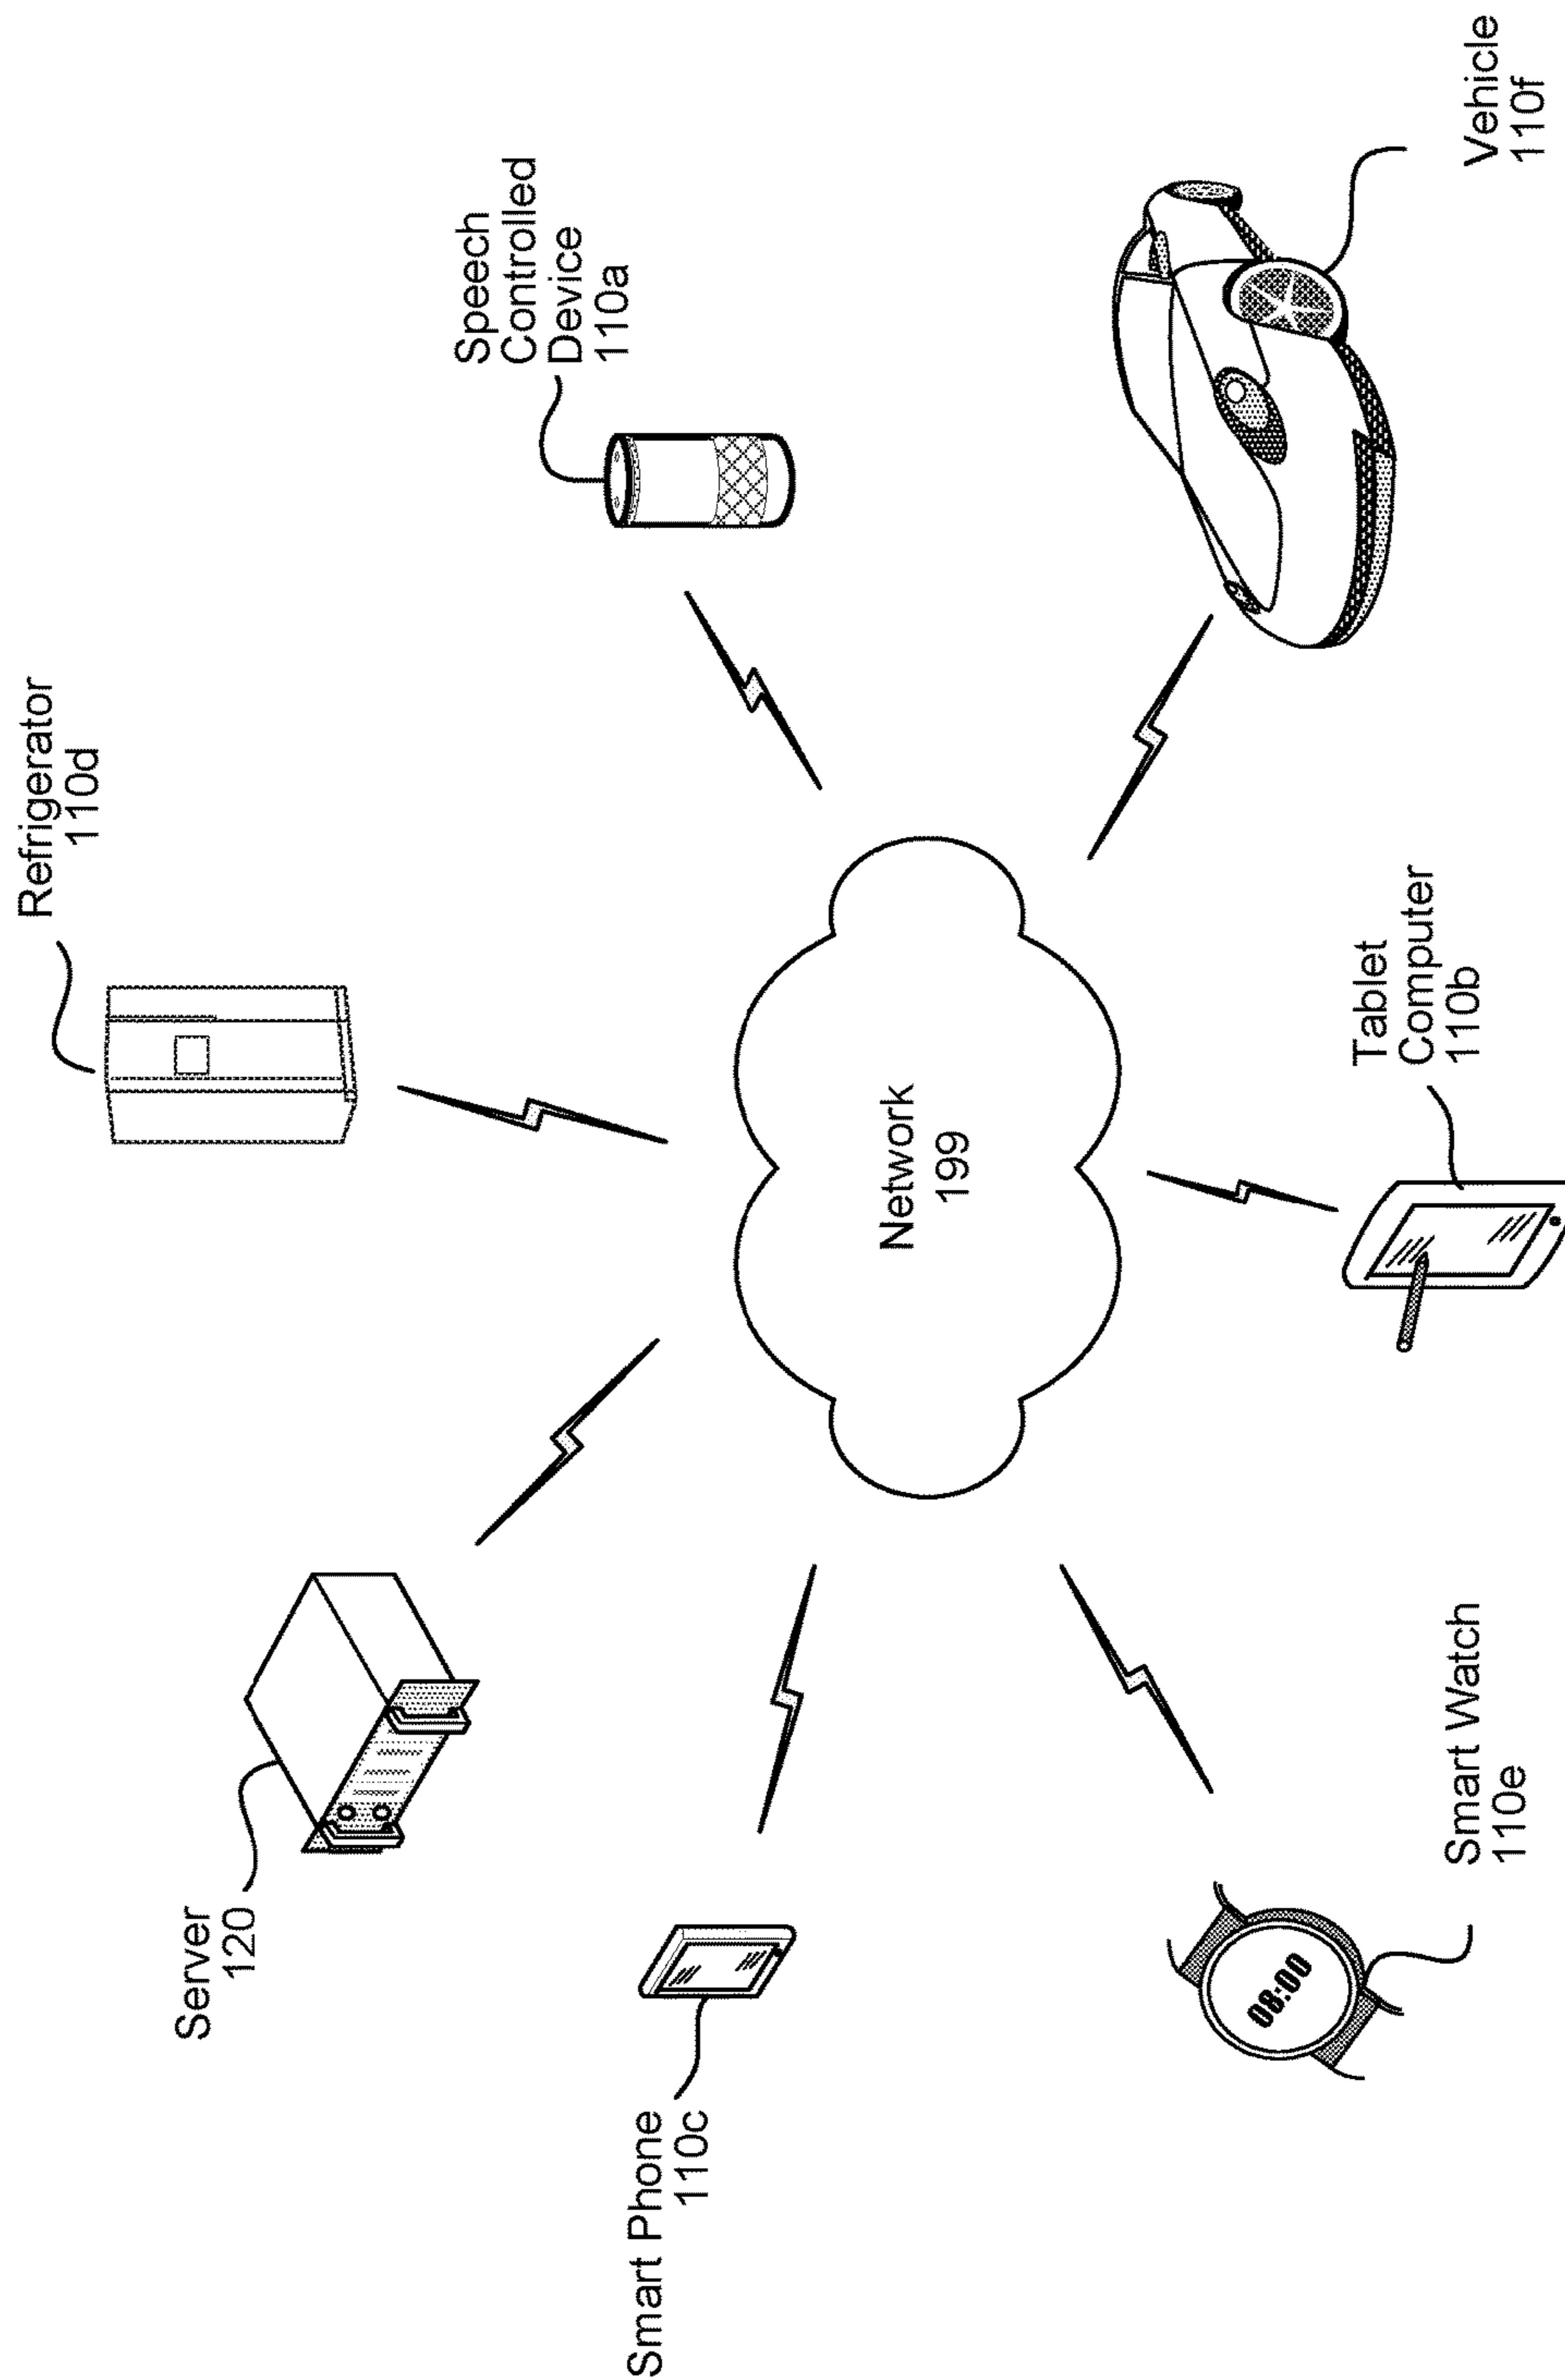 Server
120
Refrigerator
110d
Speech
Controlled
Device
110a
Smart Phone
110c
Network
199
08:00
Smart Watch
110e
Tablet
Computer
110b
Vehicle
110f